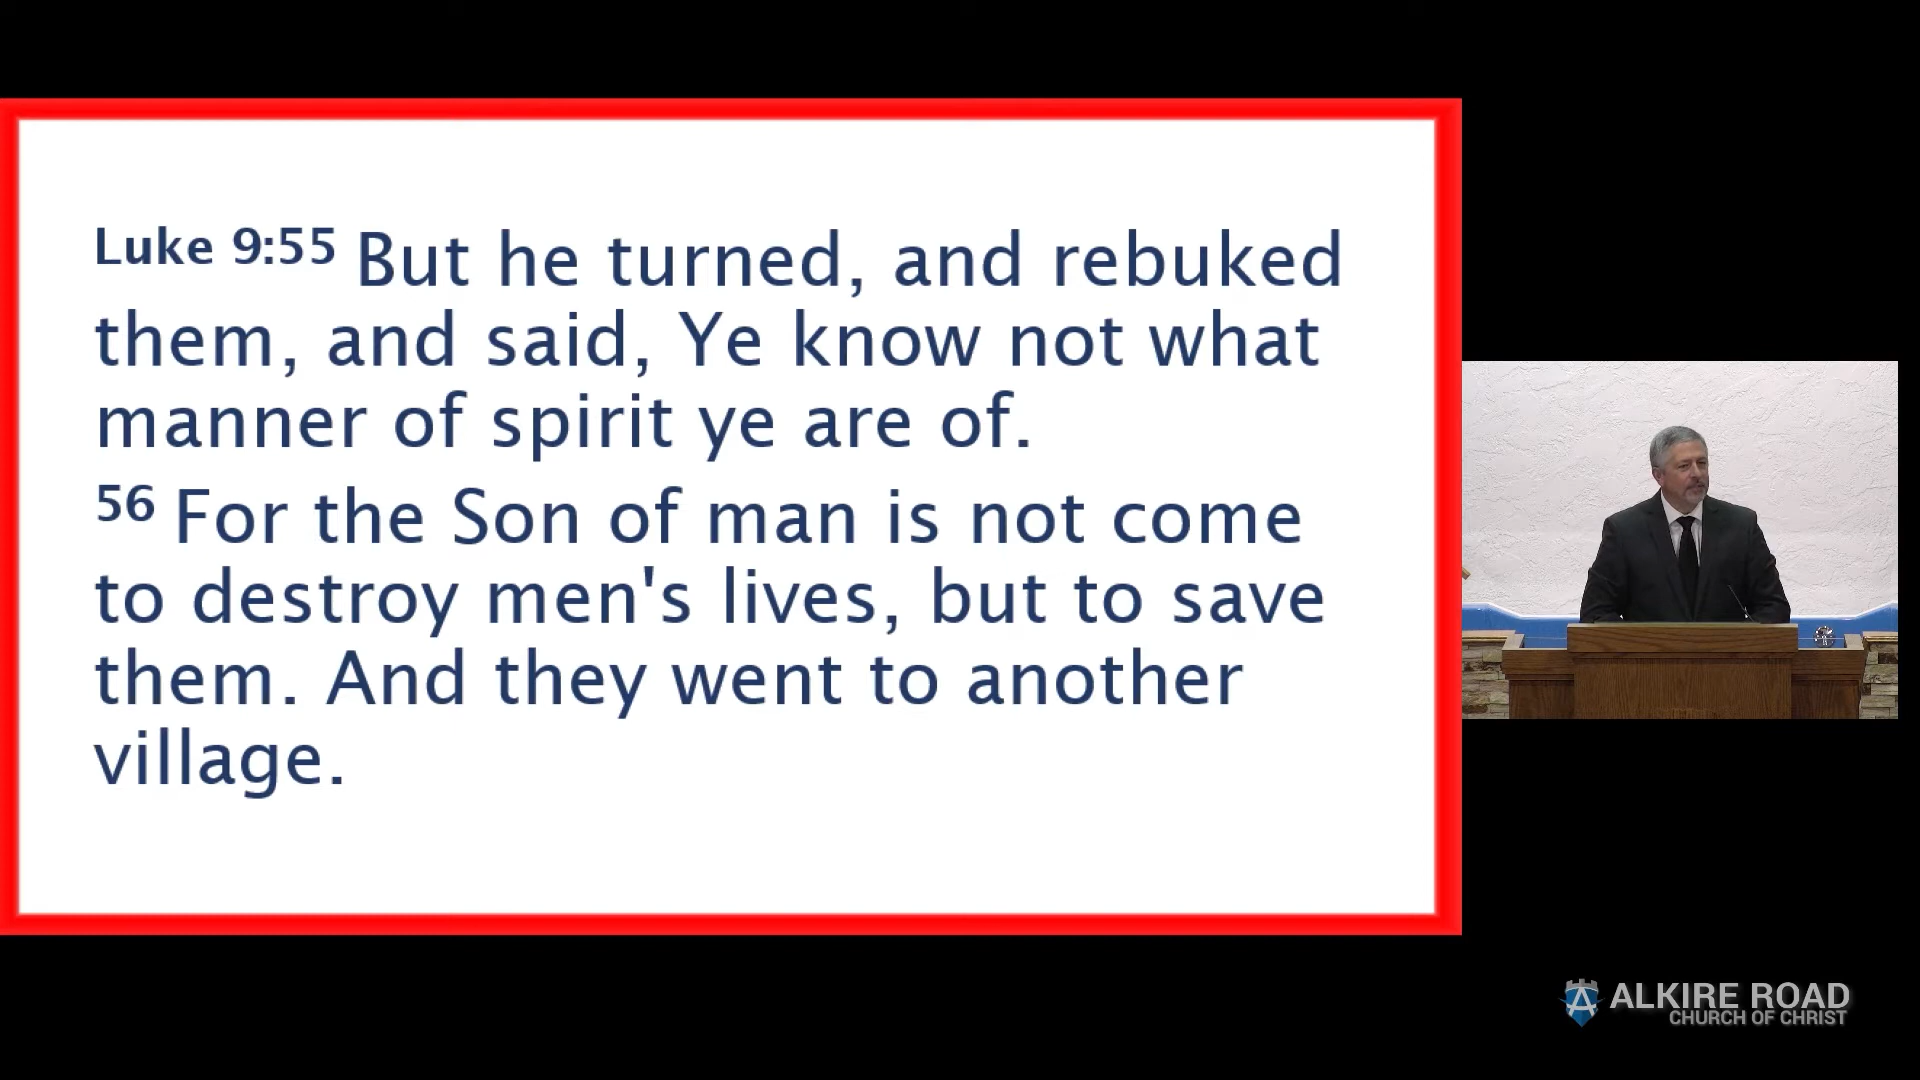 Luke 9:55 But he turned, and rebuked
them, and said, Ye know not what
manner of spirit ye are of.
56 For the Son of man is not come
to destroy men's lives, but to save
them. And they went to another
village.
ALKIRE ROAD
CHURCH OF CHRIST